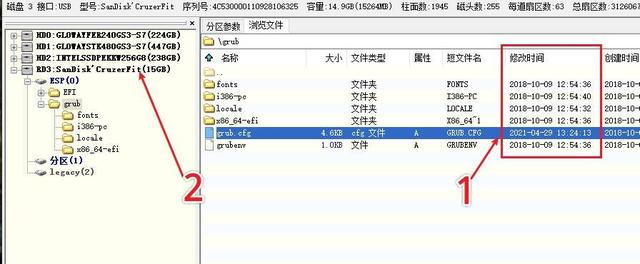 磁盘 3 接口:USB 型号:SanDisk'CruzerFit 序列号:4C530000110928106325 容量:14.9GB(15264MB) 柱面数:1945 磁头数:255 每道扇区数:63 总扇区数:3126067
HD0:GLOWAYFER240GS3-S7(224GB)
HD1:GLOWAYSTK480GS3-S7(447GB)
HD2:INTELSSDPEKKW256GB(238GB)
RD3:SanDisk'CruzerFit(15GB)
ESP(0)
EFI
grub
fonts
i386-pc
locale
x86_64-efi
分区(1)
legacy(2)
分区参数 浏览文件
\grub
名称 大小 文件类型 属性 短文件名 修改时间 创建时间
..
fonts 文件夹 FONTS 2018-10-09 12:54:36 2018-10-0
i386-pc 文件夹 I386-PC 2018-10-09 12:54:40 2018-10-0
locale 文件夹 LOCALE 2018-10-09 12:54:32 2018-10-0
x86_64-efi 文件夹 X86_64~1 2018-10-09 12:54:36 2018-10-0
grub.cfg 4.6KB cfg 文件 A GRUB.CFG 2021-04-29 13:24:13 2018-10-0
grubenv 1.0KB 文件 A GRUBENV 2018-10-09 12:54:36 2018-10-0
2
1